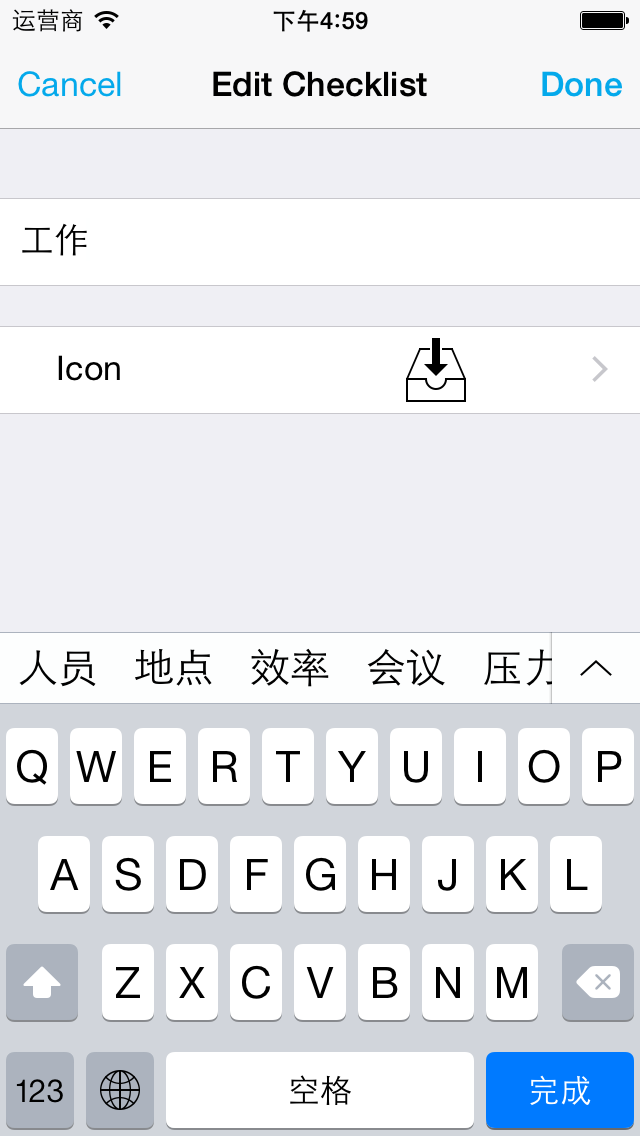 运营商 下午4:59
Cancel Edit Checklist Done
工作
Icon
人员 地点 效率 会议 压力
Q W E R T Y U I O P
A S D F G H J K L
Z X C V B N M
123 空格 完成